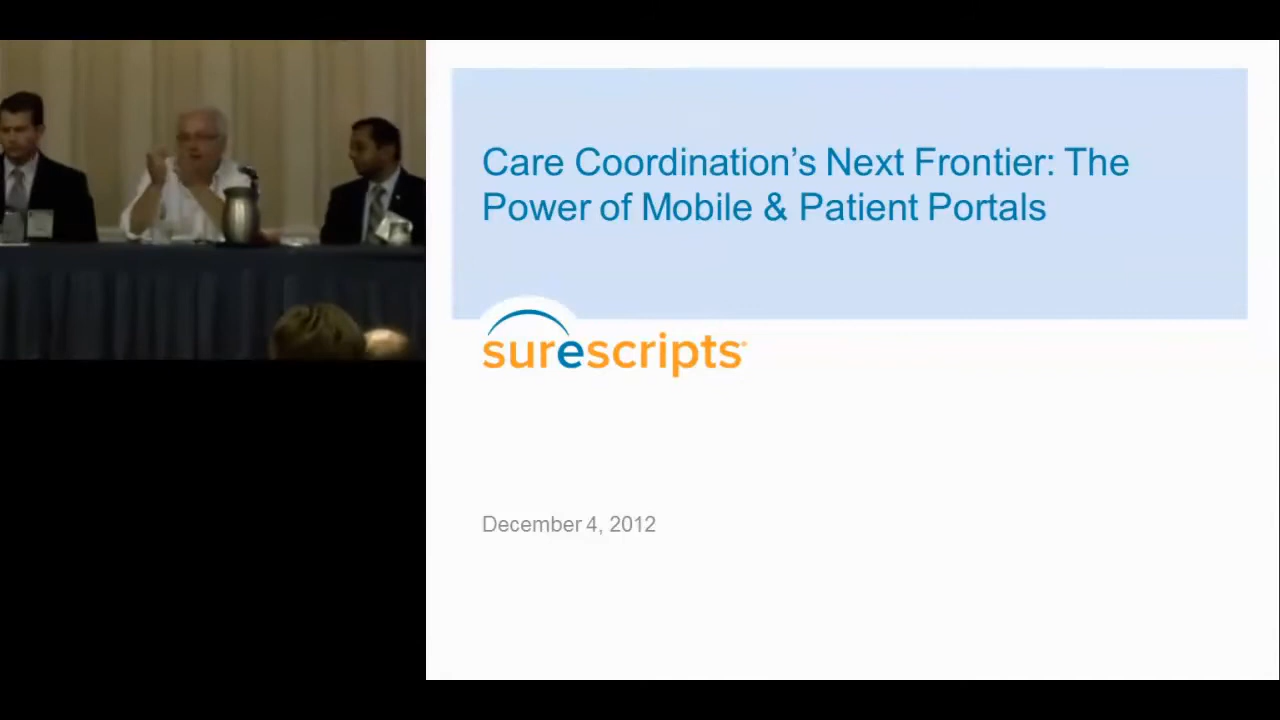 Care Coordination’s Next Frontier: The
Power of Mobile & Patient Portals
surescripts
December 4, 2012